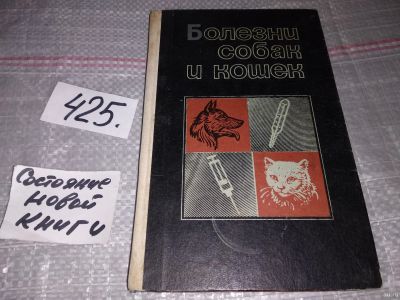 Болезни
собак
и кошек
425.
Состояние
новой
книги